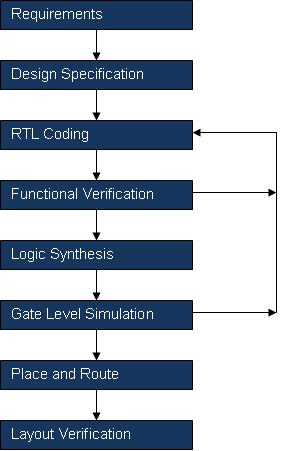 Requirements
Design Specification
RTL Coding
Functional Verification
Logic Synthesis
Gate Level Simulation
Place and Route
Layout Verification